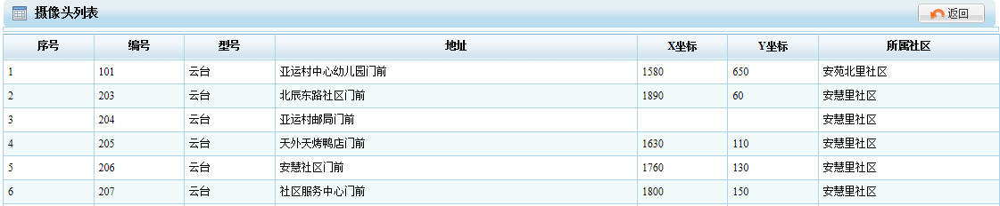 摄像头列表 返回
序号 编号 型号 地址 X坐标 Y坐标 所属社区
1 101 云台 亚运村中心幼儿园门前 1580 650 安苑北里社区
2 203 云台 北辰东路社区门前 1890 60 安慧里社区
3 204 云台 亚运村邮局门前 安慧里社区
4 205 云台 天外天烤鸭店门前 1630 110 安慧里社区
5 206 云台 安慧社区门前 1760 130 安慧里社区
6 207 云台 社区服务中心门前 1800 150 安慧里社区